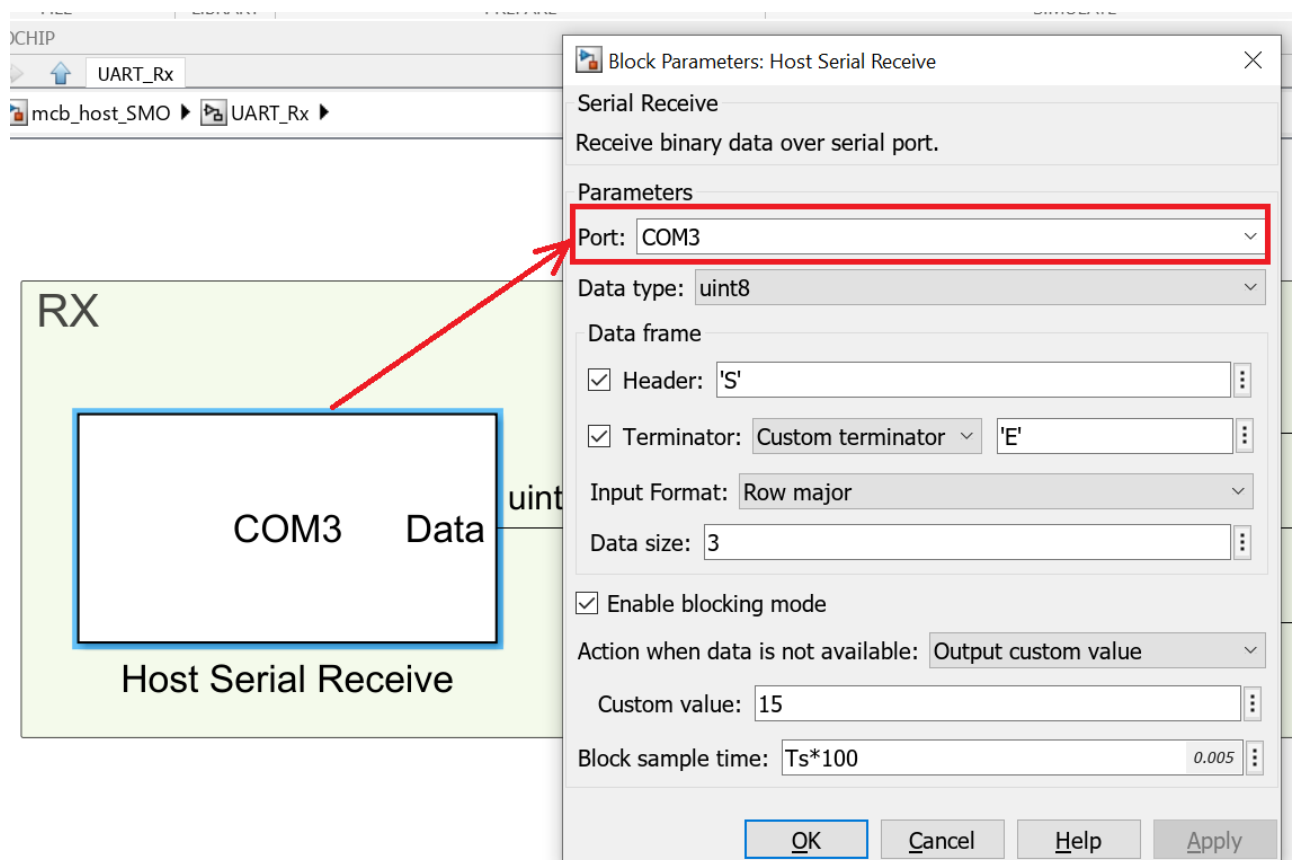 UART_Rx
mcb_host_SMO UART_Rx
RX
COM3 Data
uint
Host Serial Receive
Block Parameters: Host Serial Receive
Serial Receive
Receive binary data over serial port.
Parameters
Port: COM3
Data type: uint8
Data frame
Header: 'S'
Terminator: Custom terminator 'E'
Input Format: Row major
Data size: 3
Enable blocking mode
Action when data is not available: Output custom value
Custom value: 15
Block sample time: Ts*100 0.005
OK Cancel Help Apply